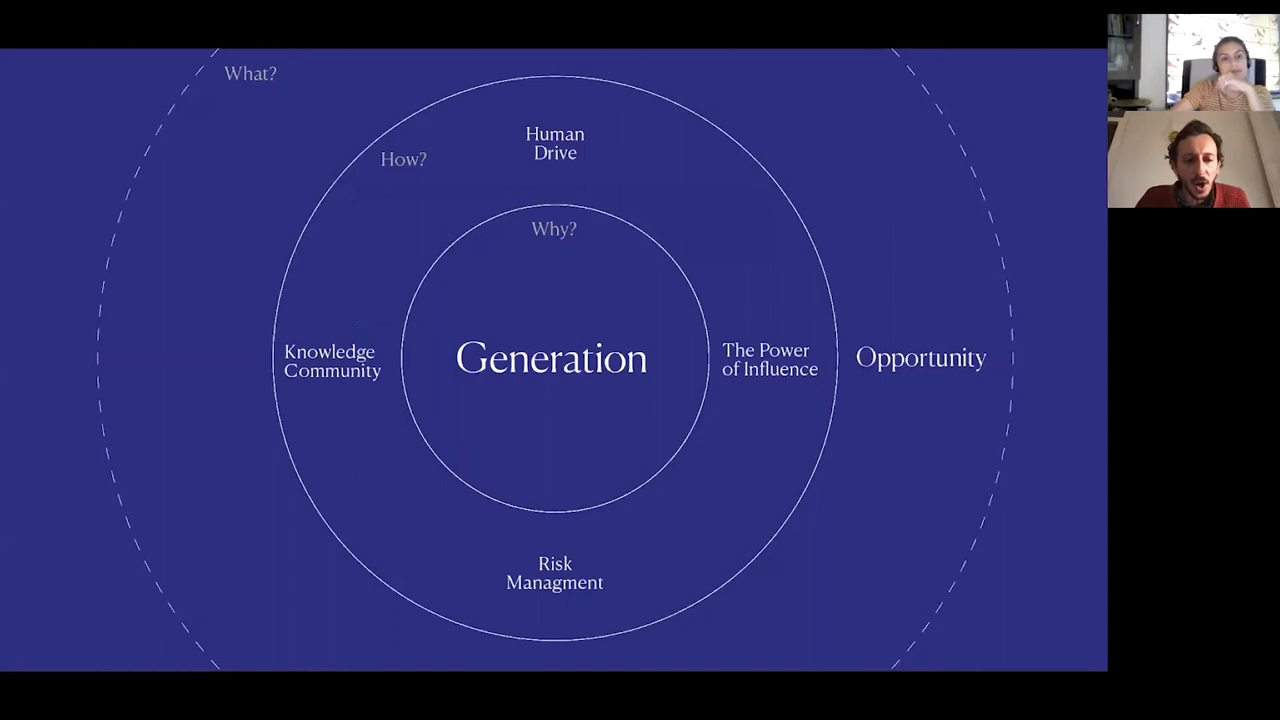 What?
Human
Drive
How?
Why?
Knowledge
Community
Generation
The Power
of Influence
Opportunity
Risk
Managment